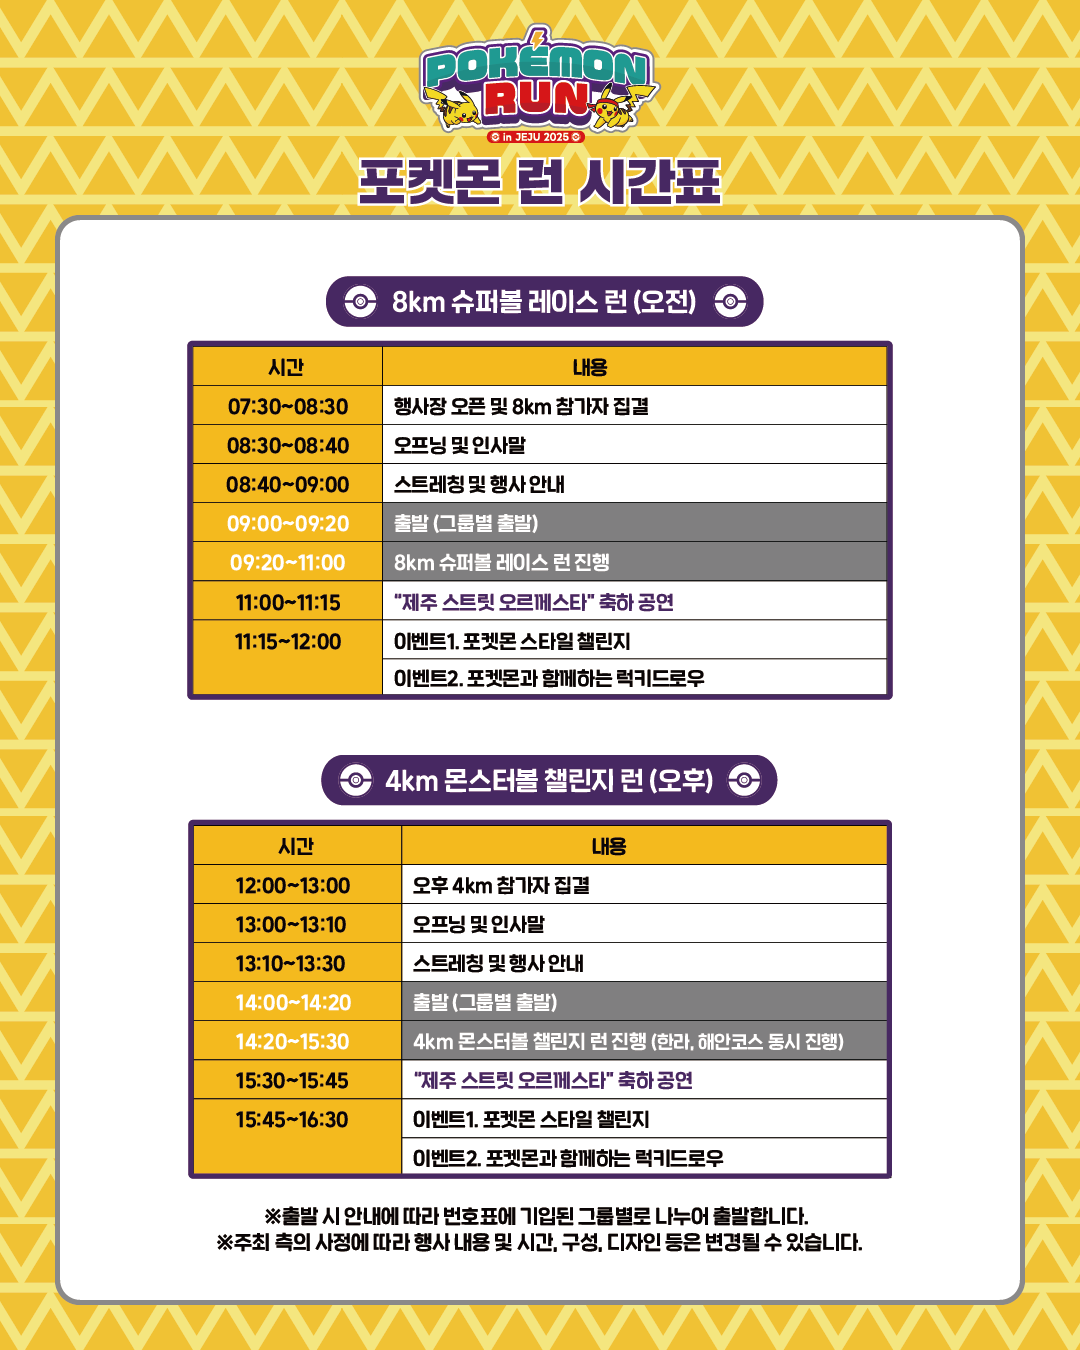 POKÉMON
RUN
in JEJU 2025
포켓몬 런 시간표
8km 슈퍼볼 레이스 런 (오전)
시간 내용
07:30~08:30 행사장 오픈 및 8km 참가자 집결
08:30~08:40 오프닝 및 인사말
08:40~09:00 스트레칭 및 행사 안내
09:00~09:20 출발 (그룹별 출발)
09:20~11:00 8km 슈퍼볼 레이스 런 진행
11:00~11:15 "제주 스트릿 오르께스타" 축하 공연
11:15~12:00 이벤트1. 포켓몬 스타일 챌린지
이벤트2. 포켓몬과 함께하는 럭키드로우
4km 몬스터볼 챌린지 런 (오후)
시간 내용
12:00~13:00 오후 4km 참가자 집결
13:00~13:10 오프닝 및 인사말
13:10~13:30 스트레칭 및 행사 안내
14:00~14:20 출발 (그룹별 출발)
14:20~15:30 4km 몬스터볼 챌린지 런 진행 (한라, 해안코스 동시 진행)
15:30~15:45 "제주 스트릿 오르께스타" 축하 공연
15:45~16:30 이벤트1. 포켓몬 스타일 챌린지
이벤트2. 포켓몬과 함께하는 럭키드로우
※출발 시 안내에 따라 번호표에 기입된 그룹별로 나누어 출발합니다.
※주최 측의 사정에 따라 행사 내용 및 시간, 구성, 디자인 등은 변경될 수 있습니다.